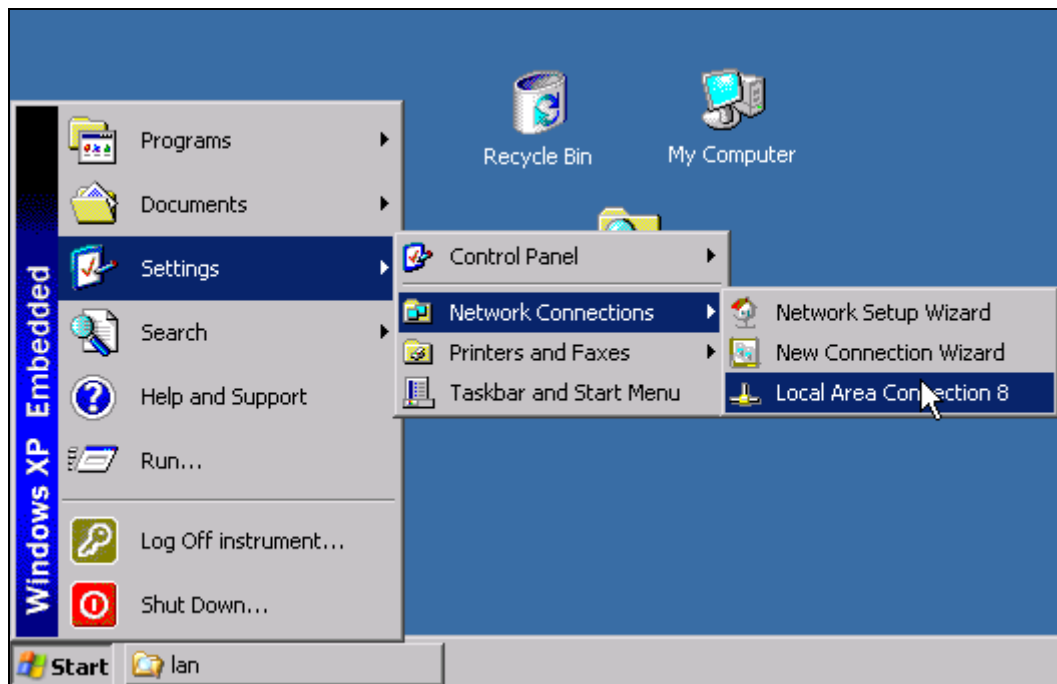 Recycle Bin
My Computer
Windows XP Embedded
Programs
Documents
Settings
Search
Help and Support
Run...
Log Off instrument...
Shut Down...
Control Panel
Network Connections
Printers and Faxes
Taskbar and Start Menu
Network Setup Wizard
New Connection Wizard
Local Area Connection 8
Start
lan